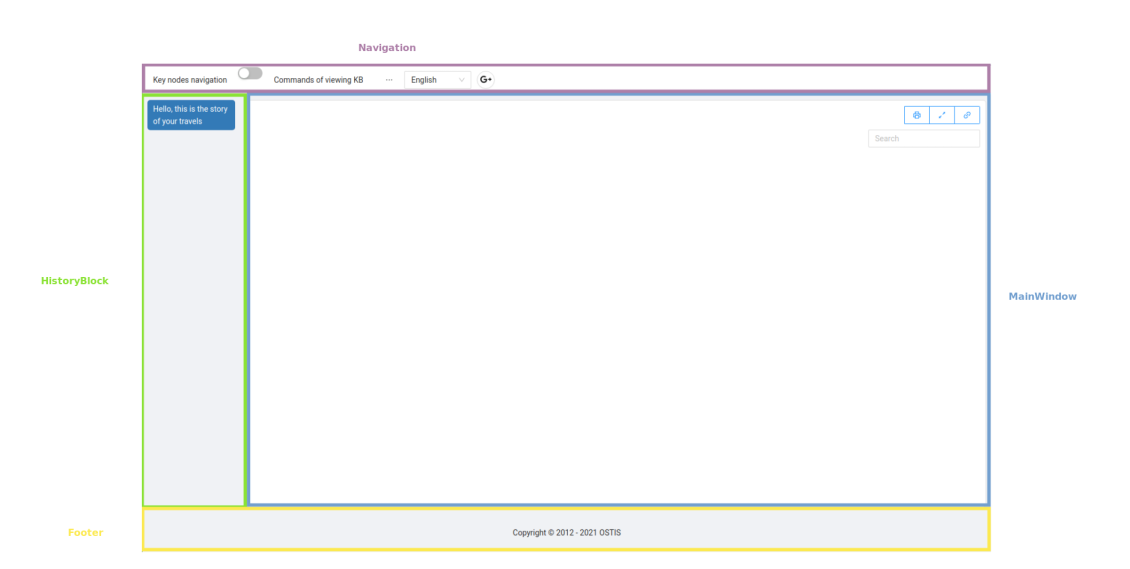 Navigation
Key nodes navigation Commands of viewing KB ... English G+
Hello, this is the story
of your travels
Search
HistoryBlock
MainWindow
Footer
Copyright © 2012 - 2021 OSTIS